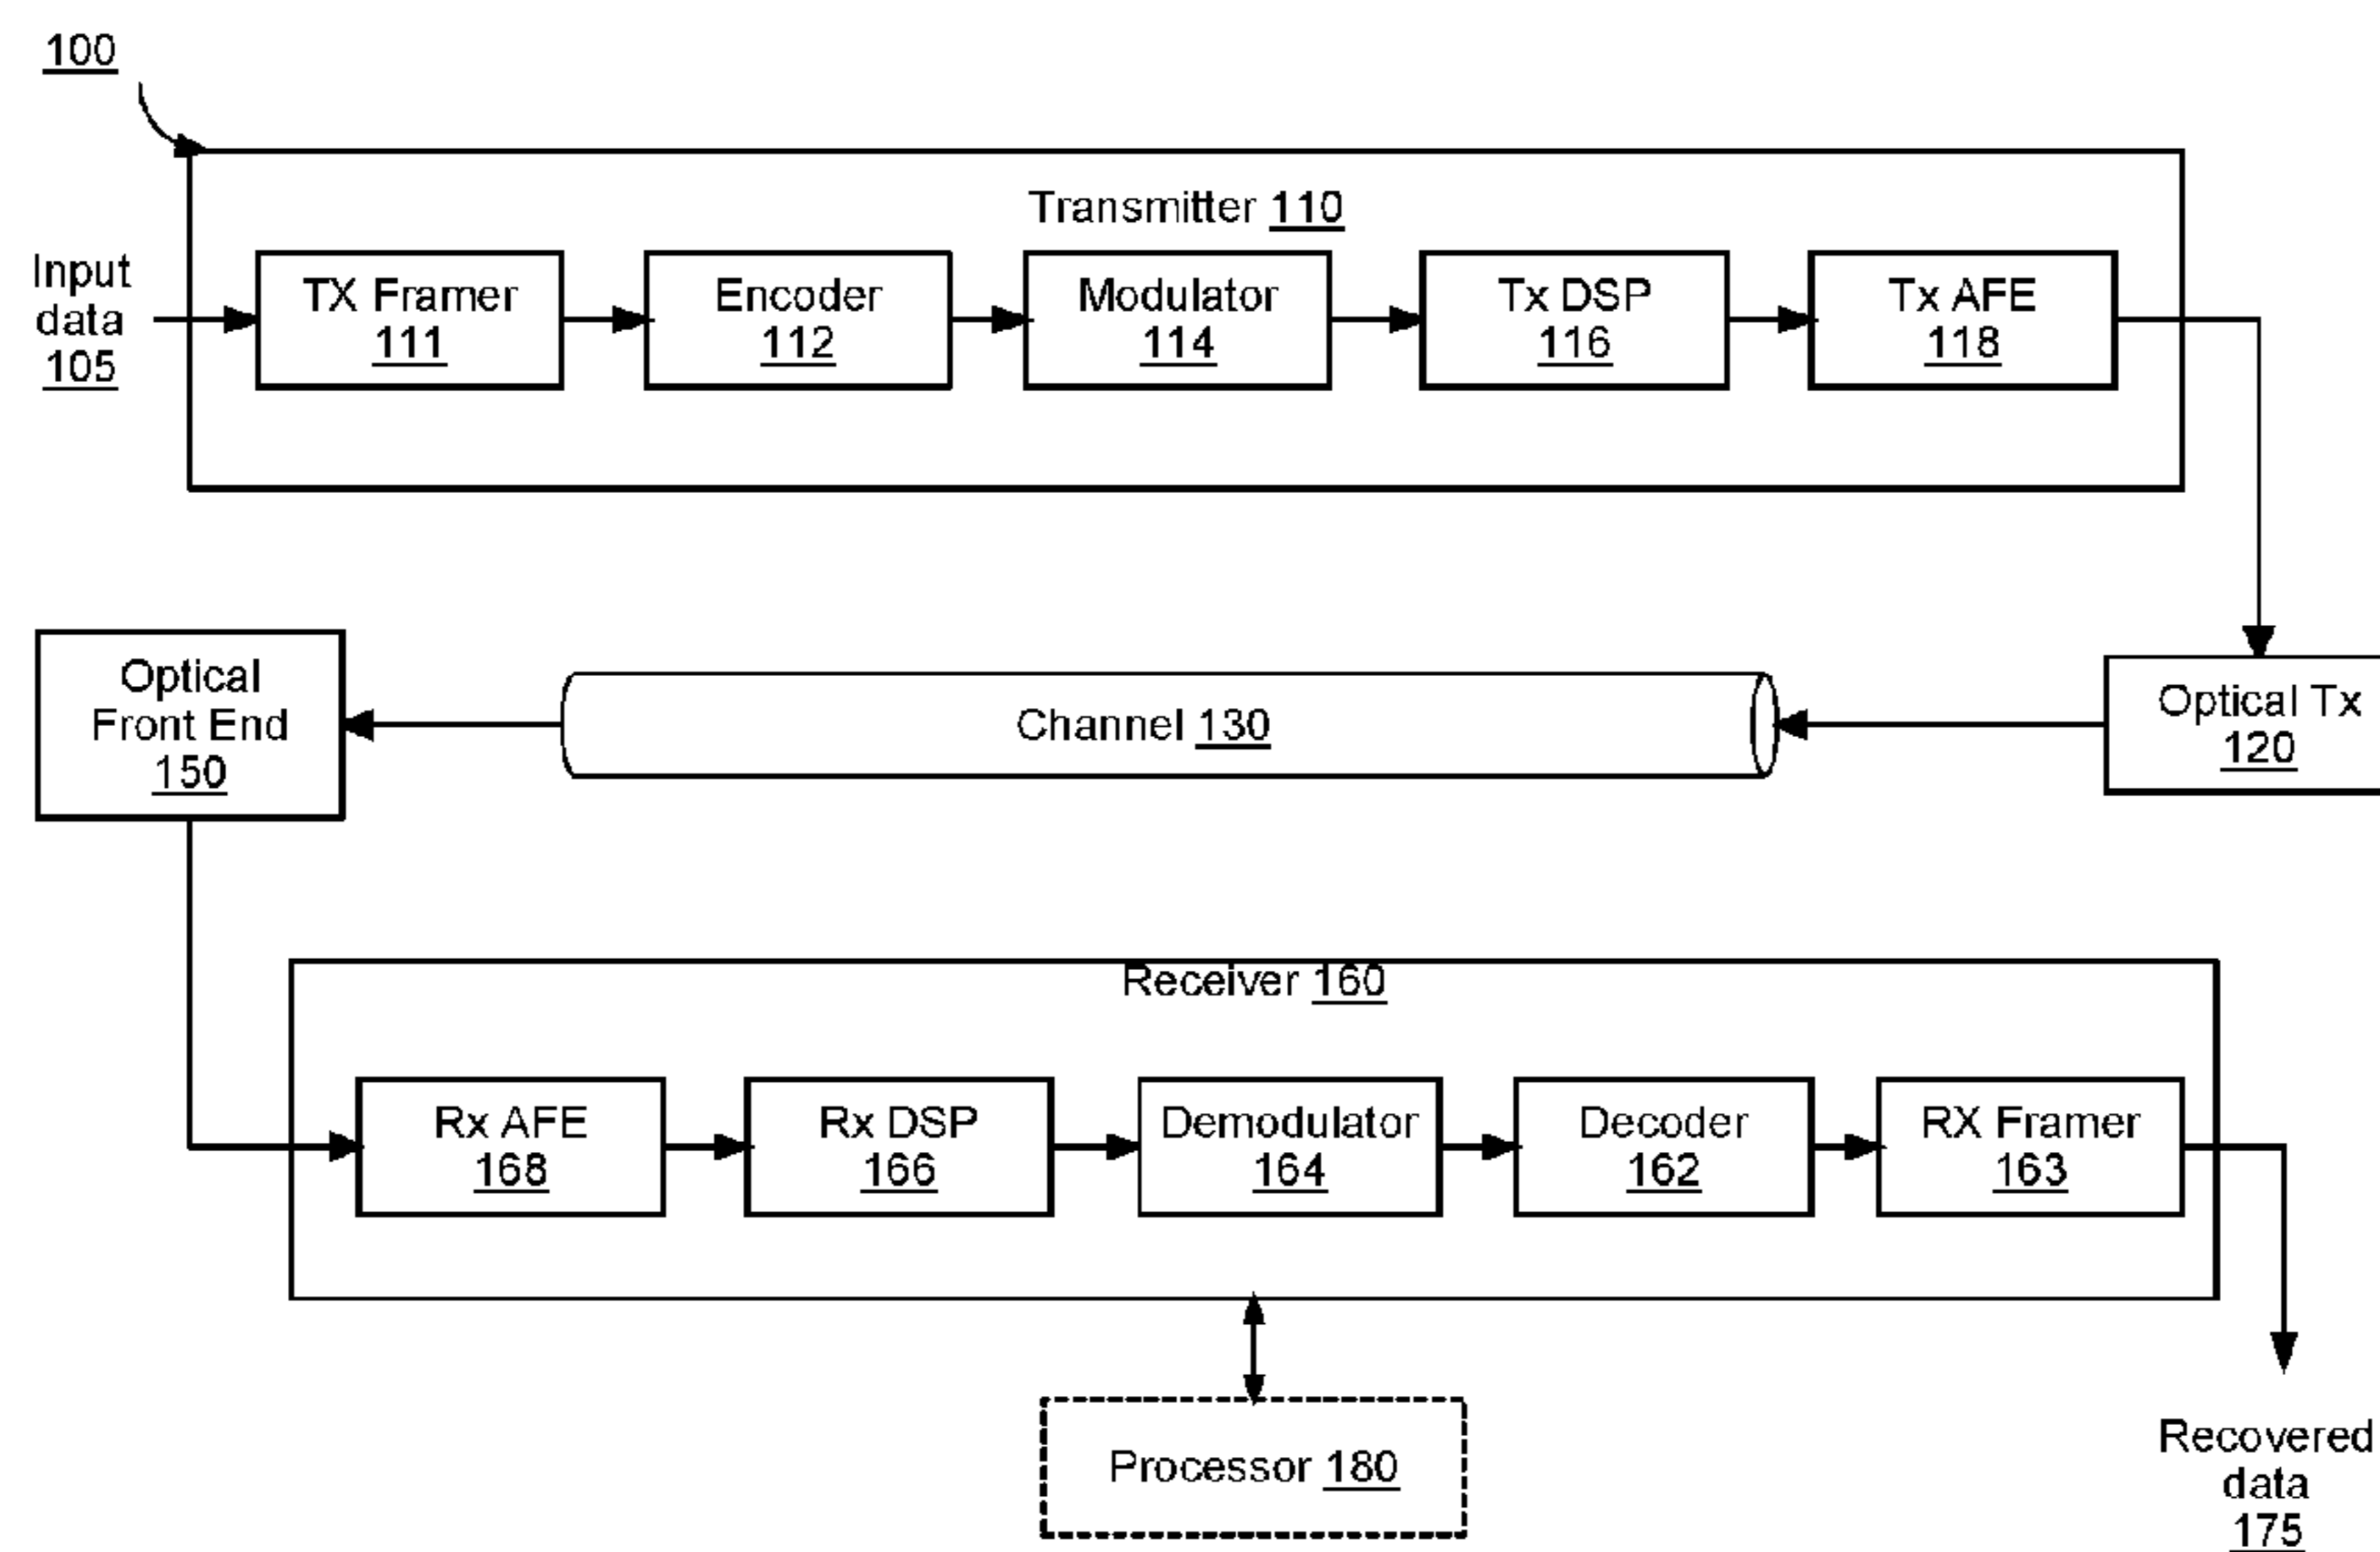 100
Transmitter 110
Input
data
105
TX Framer
111
Encoder
112
Modulator
114
Tx DSP
116
Tx AFE
118
Optical
Front End
150
Channel 130
Optical Tx
120
Receiver 160
Rx AFE
168
Rx DSP
166
Demodulator
164
Decoder
162
RX Framer
163
Processor 180
Recovered
data
175